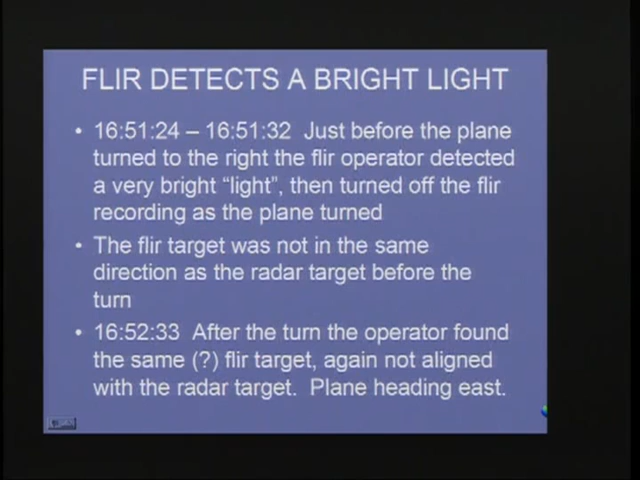 FLIR DETECTS A BRIGHT LIGHT
• 16:51:24 – 16:51:32  Just before the plane
turned to the right the flir operator detected
a very bright “light”, then turned off the flir
recording as the plane turned
• The flir target was not in the same
direction as the radar target before the
turn
• 16:52:33  After the turn the operator found
the same (?) flir target, again not aligned
with the radar target.  Plane heading east.